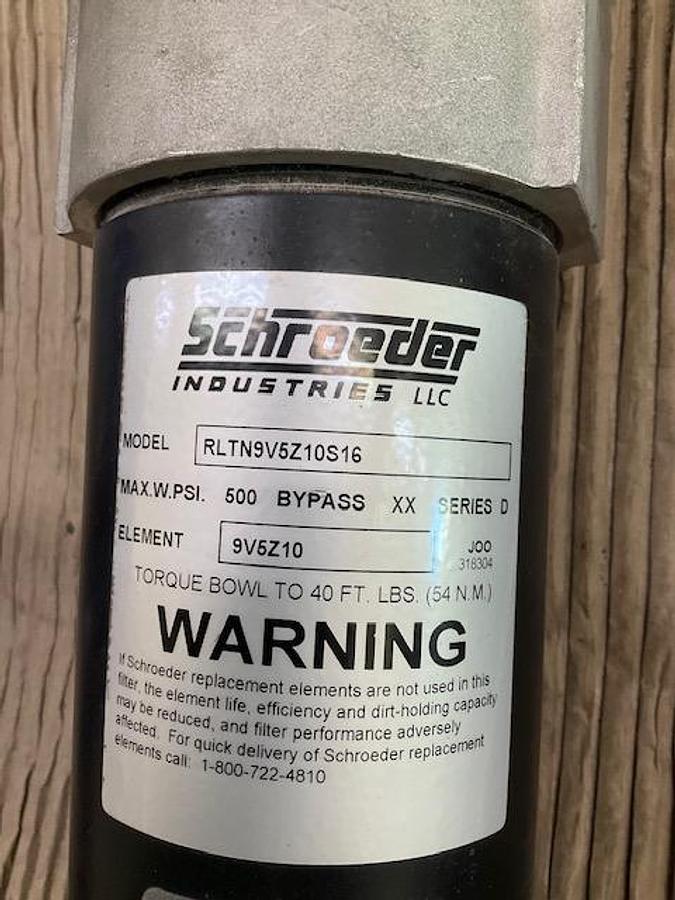 Schroeder
INDUSTRIES LLC
MODEL RLTN9V5Z10S16
MAX.W.PSI. 500 BYPASS XX SERIES D
ELEMENT 9V5Z10 JOO
318304
TORQUE BOWL TO 40 FT. LBS. (54 N.M.)
WARNING
If Schroeder replacement elements are not used in this
filter, the element life, efficiency and dirt-holding capacity
may be reduced, and filter performance adversely
affected. For quick delivery of Schroeder replacement
elements call: 1-800-722-4810